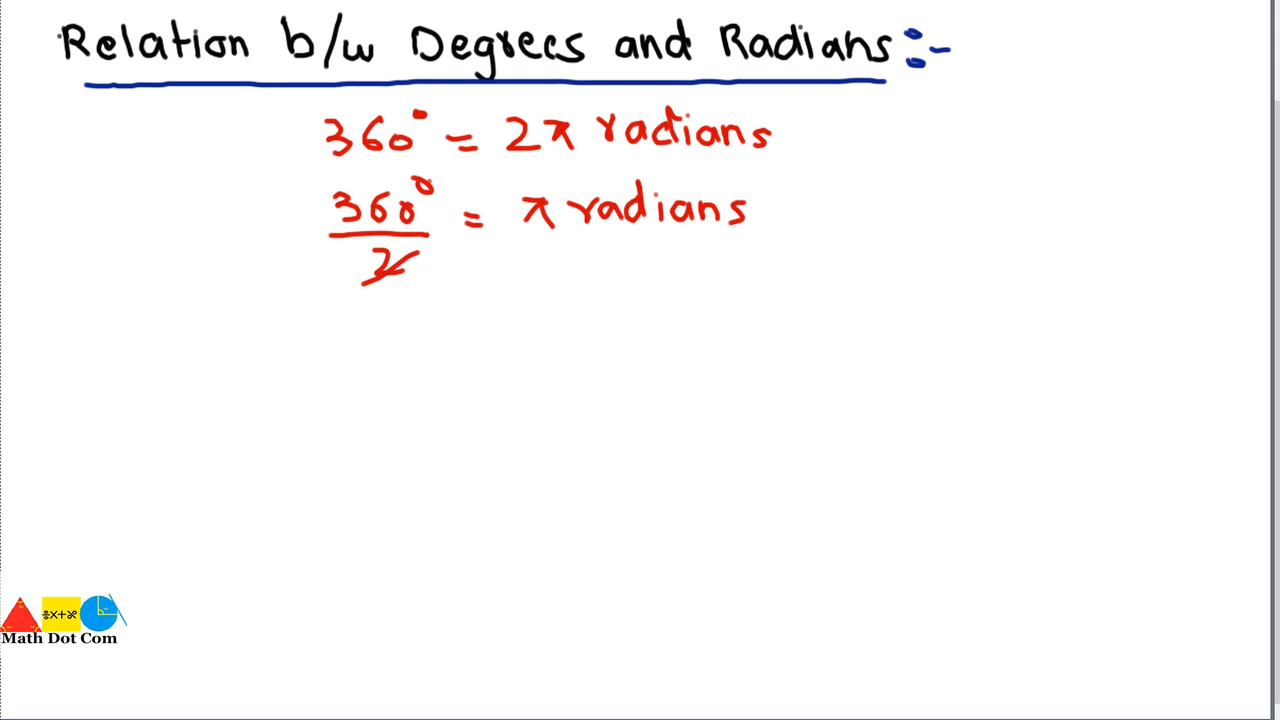 Relation b/w Degrees and Radians :-
360° = 2π radians
360°/2 = π radians
÷×+
Math Dot Com